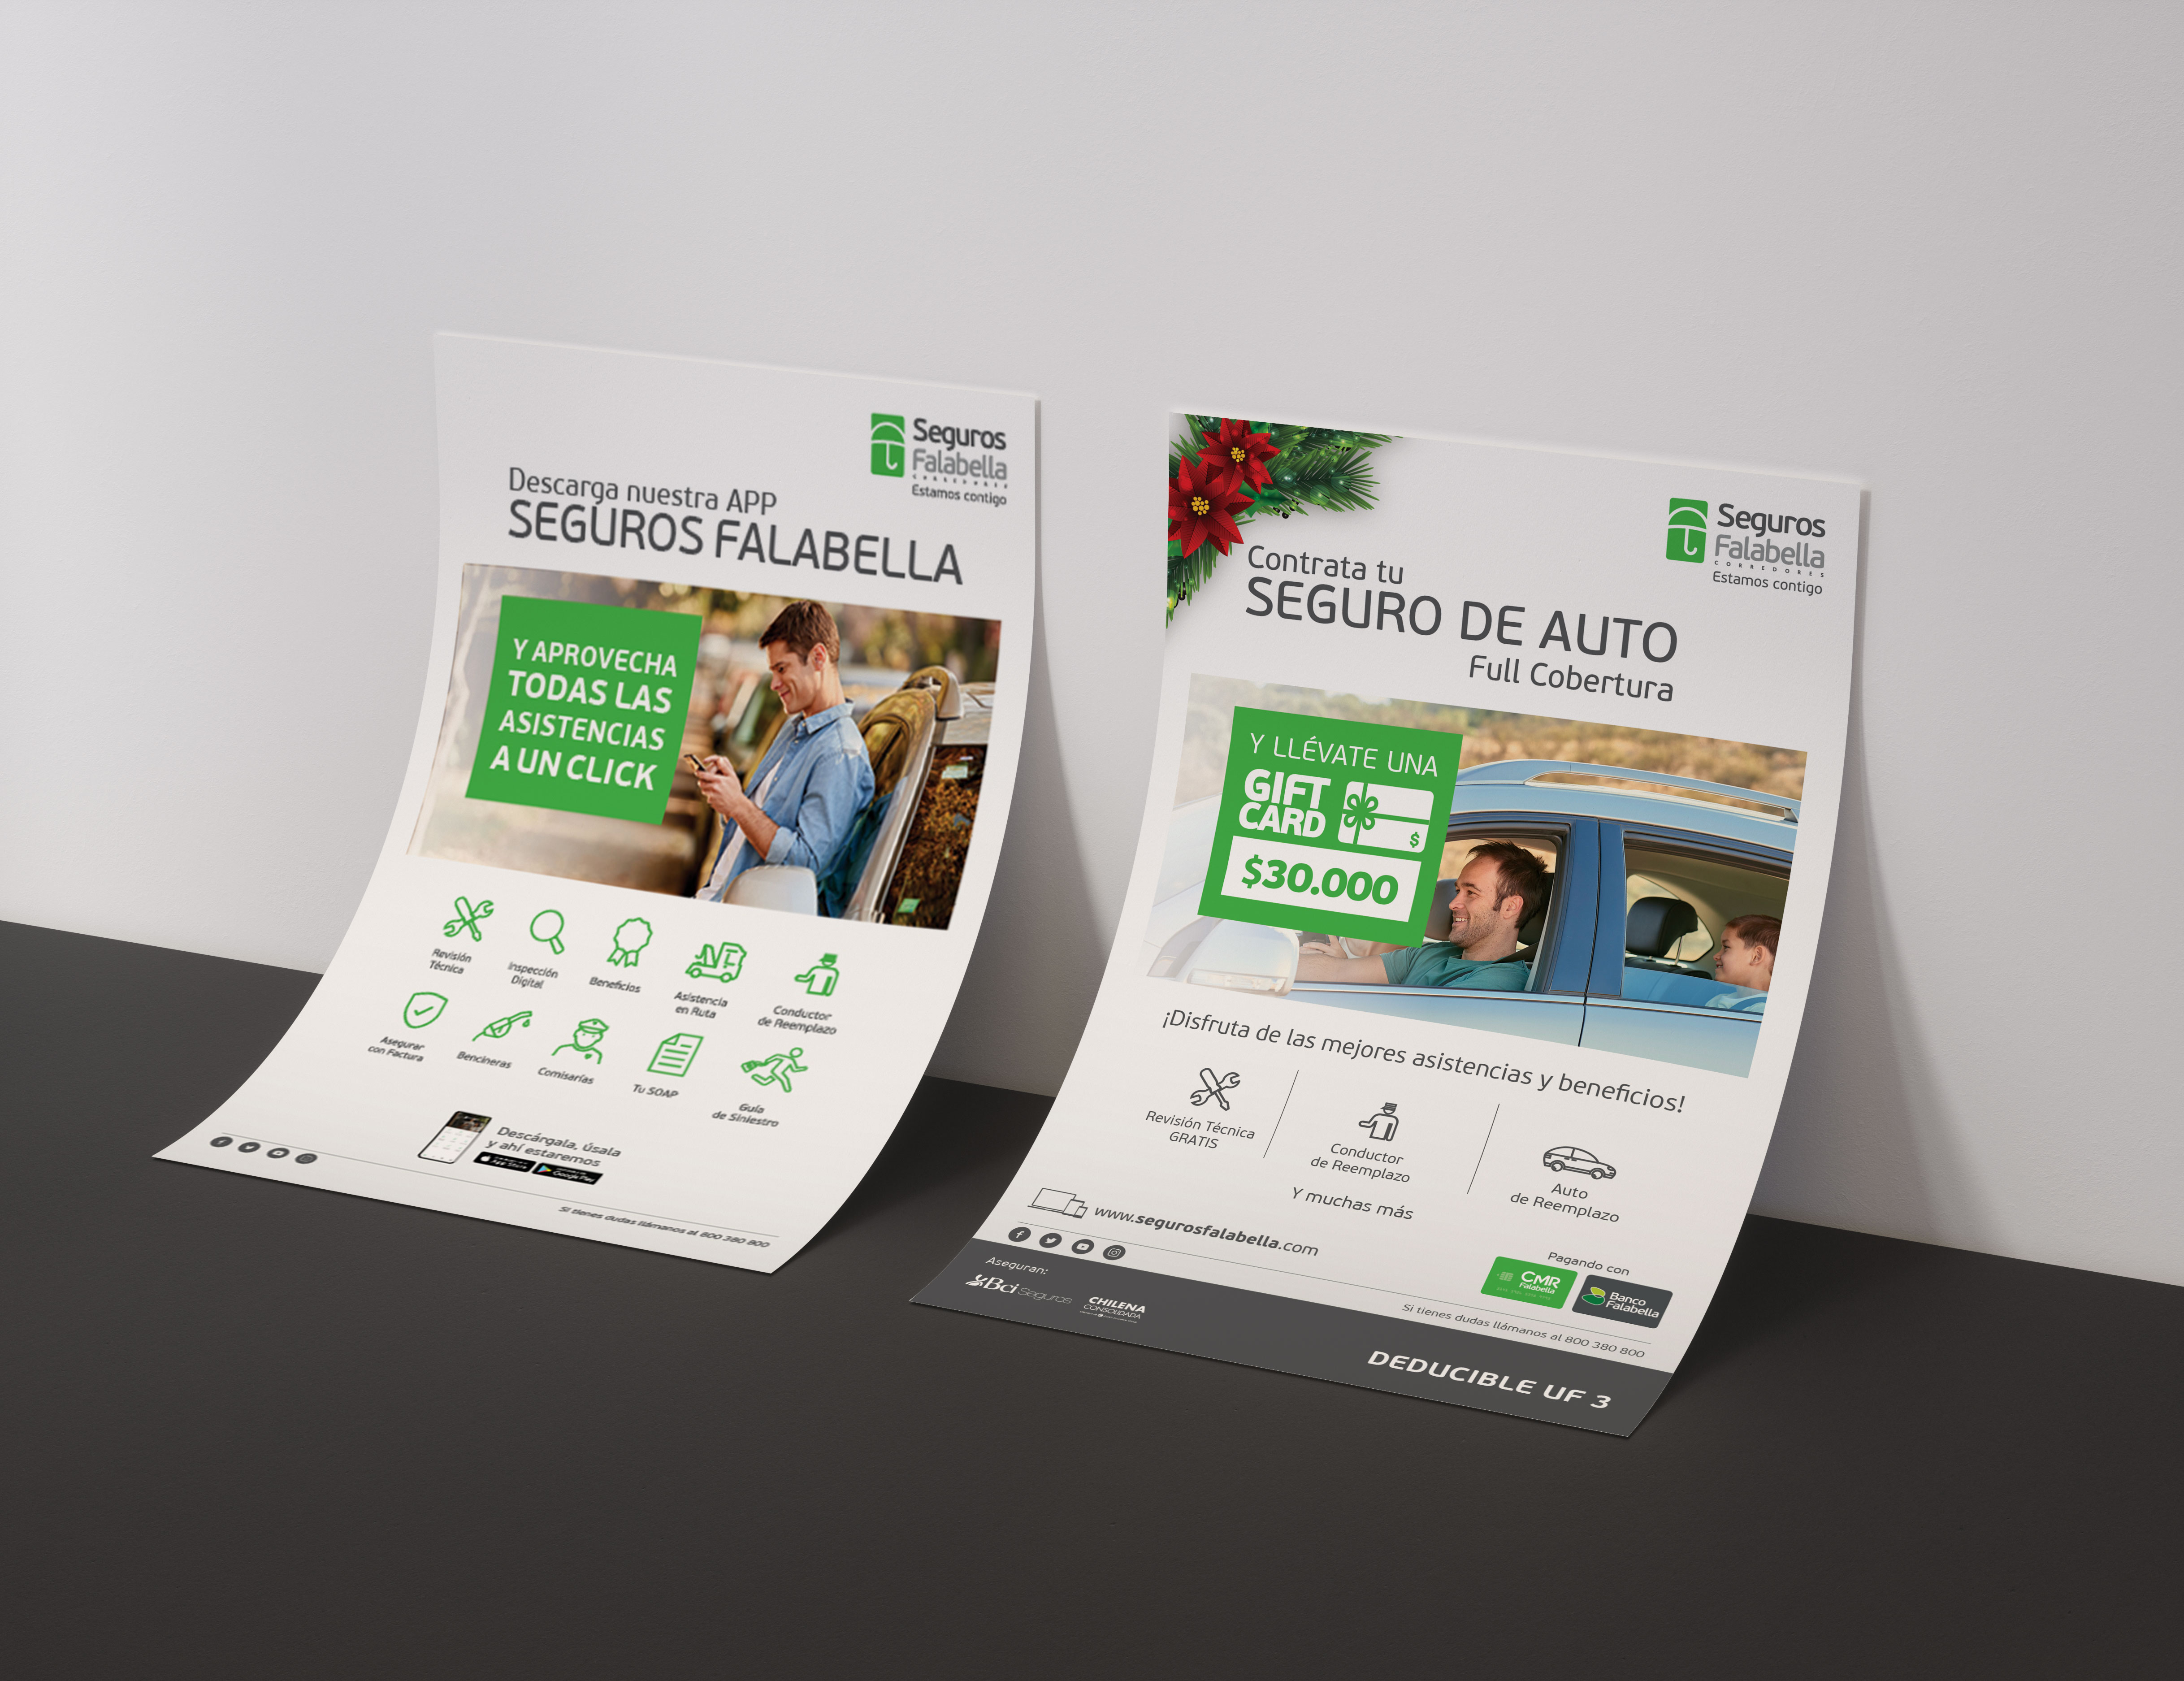 Seguros
Falabella
CORREDORES
Estamos contigo
Descarga nuestra APP
SEGUROS FALABELLA
Y APROVECHA
TODAS LAS
ASISTENCIAS
A UN CLICK
Revisión
Técnica
Inspección
Digital
Beneficios
Asistencia
en Ruta
Conductor
de Reemplazo
Asegurar
con Factura
Bencineras
Comisarías
Tu SOAP
Guía
de Siniestro
Descárgala, úsala
y ahí estaremos
App Store
Google Play
Si tienes dudas llámanos al 800 380 800
Seguros
Falabella
CORREDORES
Estamos contigo
Contrata tu
SEGURO DE AUTO
Full Cobertura
Y LLÉVATE UNA
GIFT
CARD
$
$30.000
¡Disfruta de las mejores asistencias y beneficios!
Revisión Técnica
GRATIS
Conductor
de Reemplazo
Auto
de Reemplazo
Y muchas más
www.segurosfalabella.com
Pagando con
CMR
Falabella
Banco
Falabella
Si tienes dudas llámanos al 800 380 800
Aseguran:
Bci Seguros
CHILENA
CONSOLIDADA
DEDUCIBLE UF 3